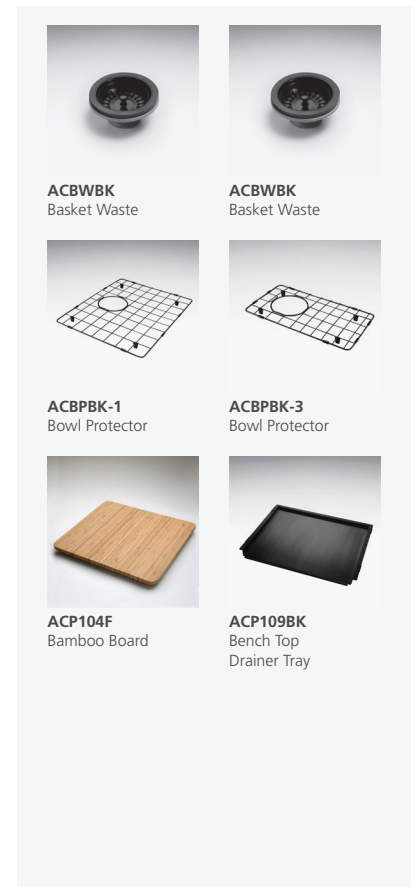 ACBWBK
Basket Waste
ACBWBK
Basket Waste
ACBPBK-1
Bowl Protector
ACBPBK-3
Bowl Protector
ACP104F
Bamboo Board
ACP109BK
Bench Top
Drainer Tray